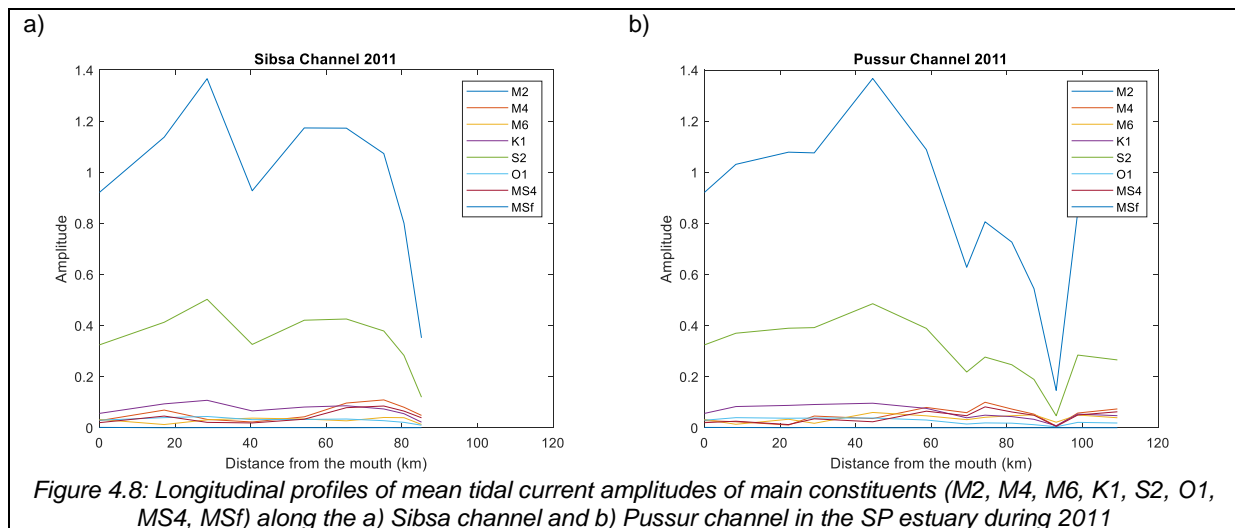 a)
b)
Sibsa Channel 2011
1.4
1.2
1
0.8
0.6
0.4
0.2
0
Amplitude
0
20
40
60
80
100
120
Distance from the mouth (km)
M2
M4
M6
K1
S2
O1
MS4
MSf
Pussur Channel 2011
1.4
1.2
1
0.8
0.6
0.4
0.2
0
Amplitude
0
20
40
60
80
100
120
Distance from the mouth (km)
M2
M4
M6
K1
S2
O1
MS4
MSf
Figure 4.8: Longitudinal profiles of mean tidal current amplitudes of main constituents (M2, M4, M6, K1, S2, O1,
MS4, MSf) along the a) Sibsa channel and b) Pussur channel in the SP estuary during 2011